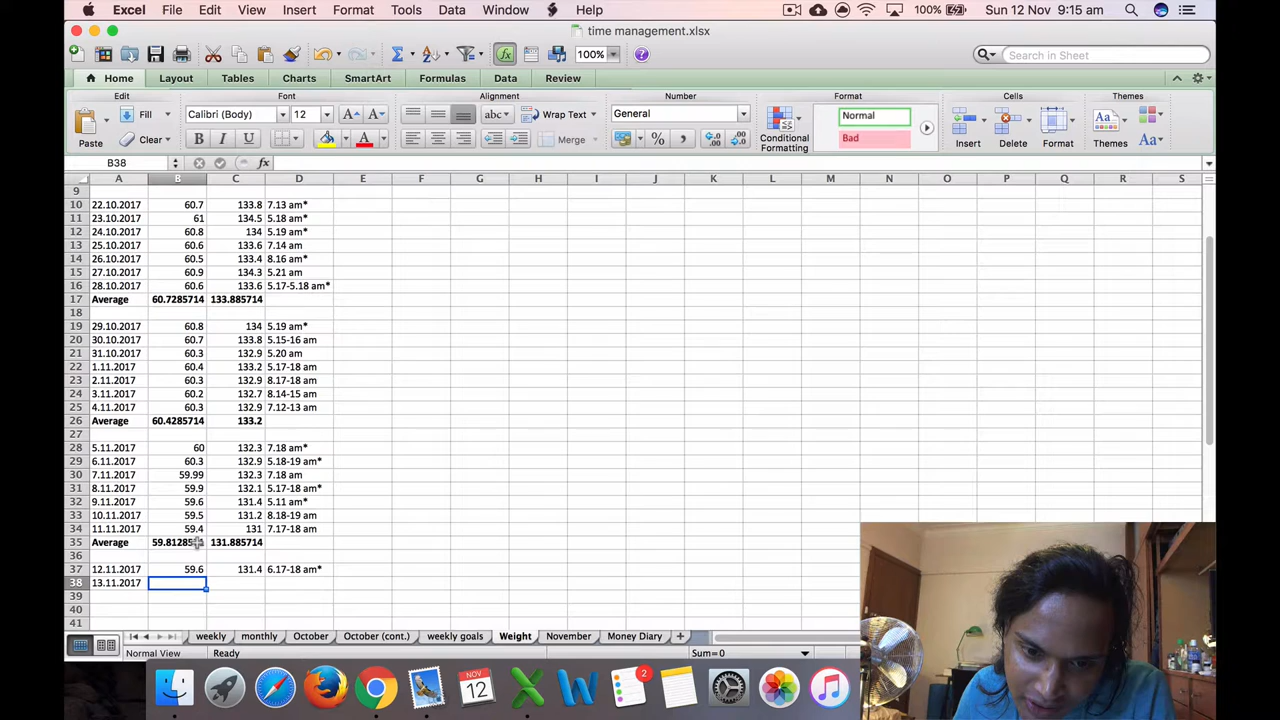 Excel File Edit View Insert Format Tools Data Window Help 100% Sun 12 Nov 9:15 am
time management.xlsx
100% Search in Sheet
Home Layout Tables Charts SmartArt Formulas Data Review
Edit Font Alignment Number Format Cells Themes
Fill Calibri (Body) 12 abc Wrap Text General Normal
Paste Clear B I U Merge Conditional Formatting Bad Insert Delete Format Themes Aa
B38 fx
A B C D E F G H I J K L M N O P Q R S
9
10 22.10.2017 60.7 133.8 7.13 am*
11 23.10.2017 61 134.5 5.18 am*
12 24.10.2017 60.8 134 5.19 am*
13 25.10.2017 60.6 133.6 7.14 am
14 26.10.2017 60.5 133.4 8.16 am*
15 27.10.2017 60.9 134.3 5.21 am
16 28.10.2017 60.6 133.6 5.17-5.18 am*
17 Average 60.7285714 133.885714
18
19 29.10.2017 60.8 134 5.19 am*
20 30.10.2017 60.7 133.8 5.15-16 am
21 31.10.2017 60.3 132.9 5.20 am
22 1.11.2017 60.4 133.2 5.17-18 am
23 2.11.2017 60.3 132.9 8.17-18 am
24 3.11.2017 60.2 132.7 8.14-15 am
25 4.11.2017 60.3 132.9 7.12-13 am
26 Average 60.4285714 133.2
27
28 5.11.2017 60 132.3 7.18 am*
29 6.11.2017 60.3 132.9 5.18-19 am*
30 7.11.2017 59.99 132.3 7.18 am
31 8.11.2017 59.9 132.1 5.17-18 am*
32 9.11.2017 59.6 131.4 5.11 am*
33 10.11.2017 59.5 131.2 8.18-19 am
34 11.11.2017 59.4 131 7.17-18 am
35 Average 131.885714
36
37 12.11.2017 59.6 131.4 6.17-18 am*
38 13.11.2017
39
40
41
weekly monthly October October (cont.) weekly goals Weight November Money Diary
Normal View Ready Sum=0
NOV 12 2